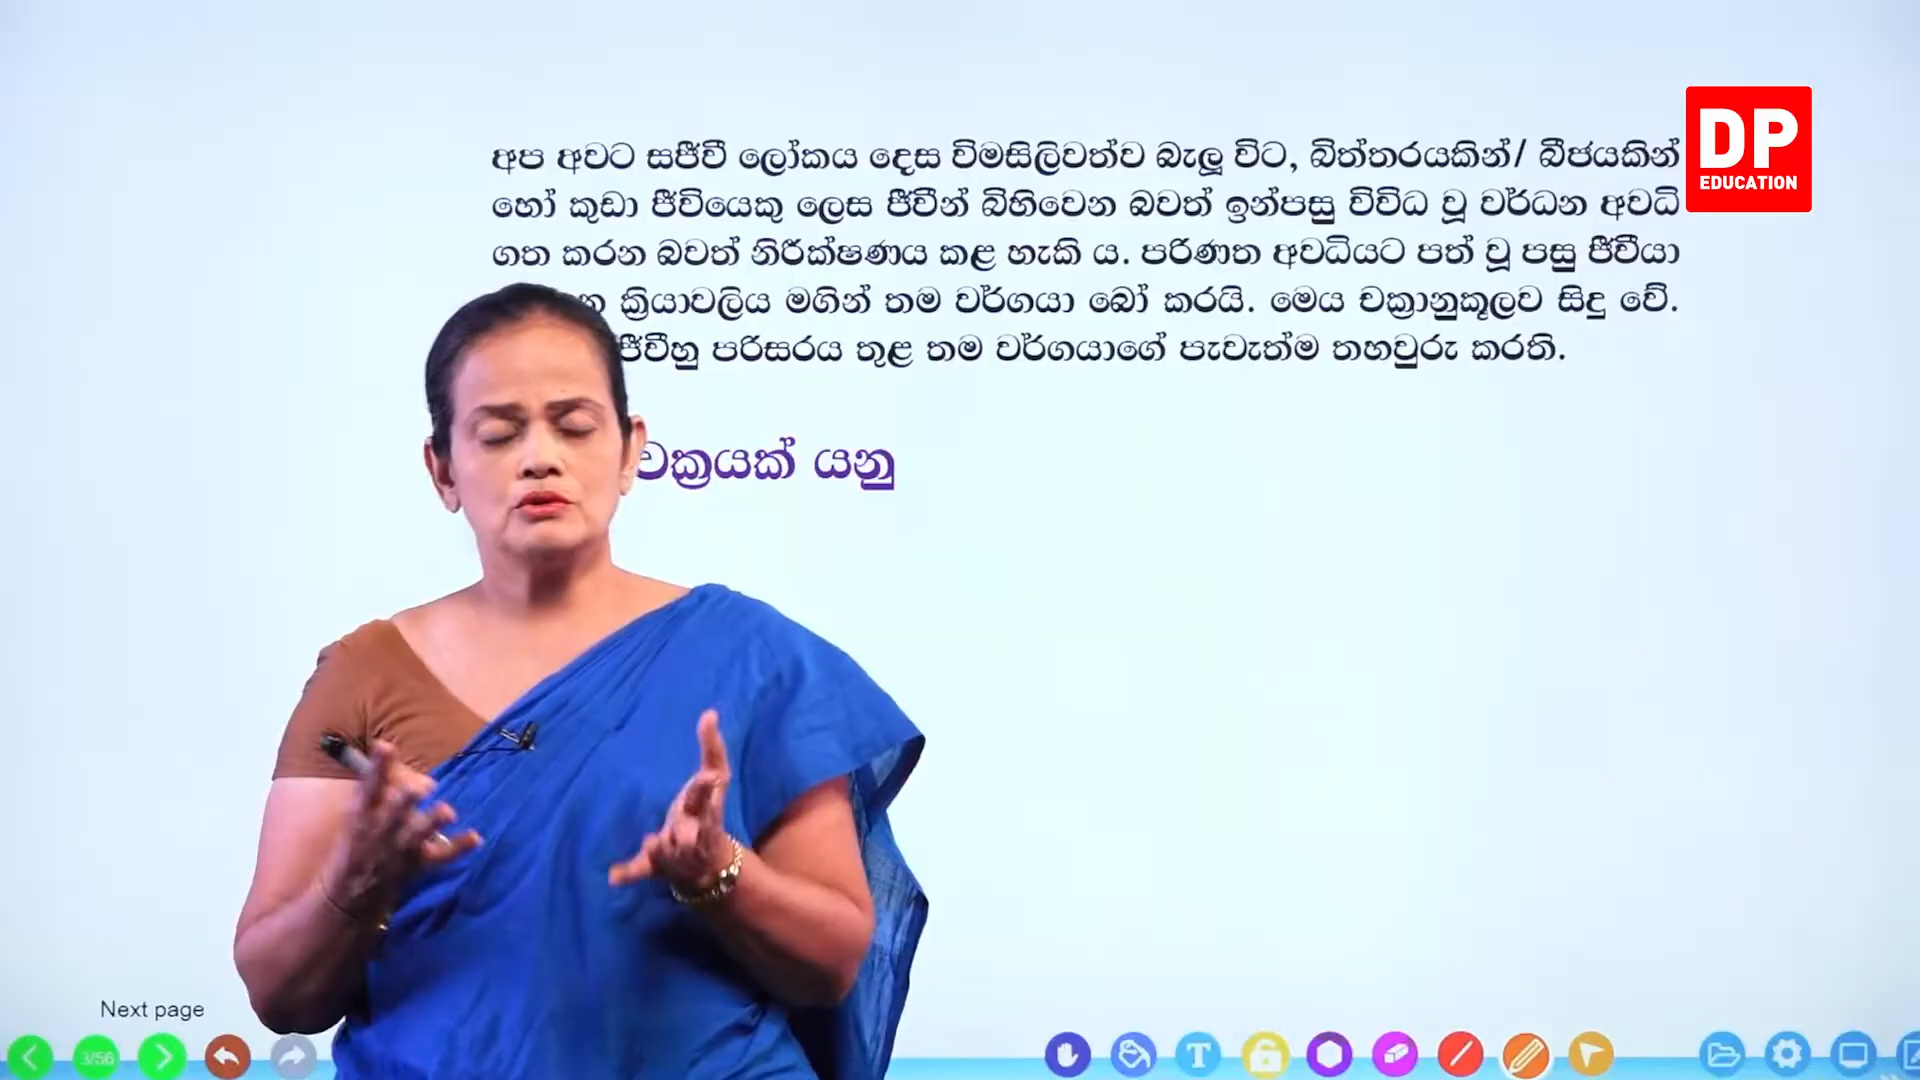 අප අවට සජීවී ලෝකය දෙස විමසිලිවත්ව බැලූ විට, බිත්තරයකින්/ බීජයකින්
හෝ කුඩා ජීවියෙකු ලෙස ජීවීන් බිහිවෙන බවත් ඉන්පසු විවිධ වූ වර්ධන අවධි
ගත කරන බවත් නිරීක්ෂණය කළ හැකි ය. පරිණත අවධියට පත් වූ පසු ජීවියා
ක්‍රියාවලිය මගින් තම වර්ගයා බෝ කරයි. මෙය චක්‍රානුකූලව සිදු වේ.
ජීවීහු පරිසරය තුළ තම වර්ගයාගේ පැවැත්ම තහවුරු කරති.
චක්‍රයක් යනු
DP
EDUCATION
Next page
3/56
T